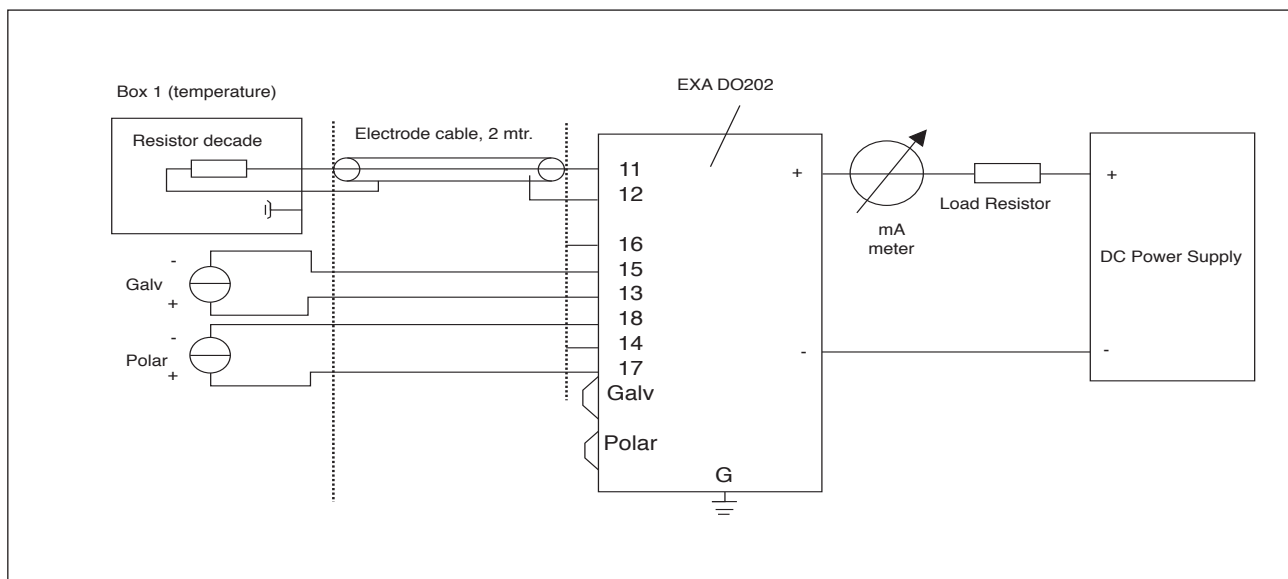 EXA DO202
Box 1 (temperature)
Resistor decade
Electrode cable, 2 mtr.
11
12
16
15
13
18
14
17
Galv
Polar
G
+
-
-
Galv
+
-
Polar
+
mA
meter
Load Resistor
+
DC Power Supply
-